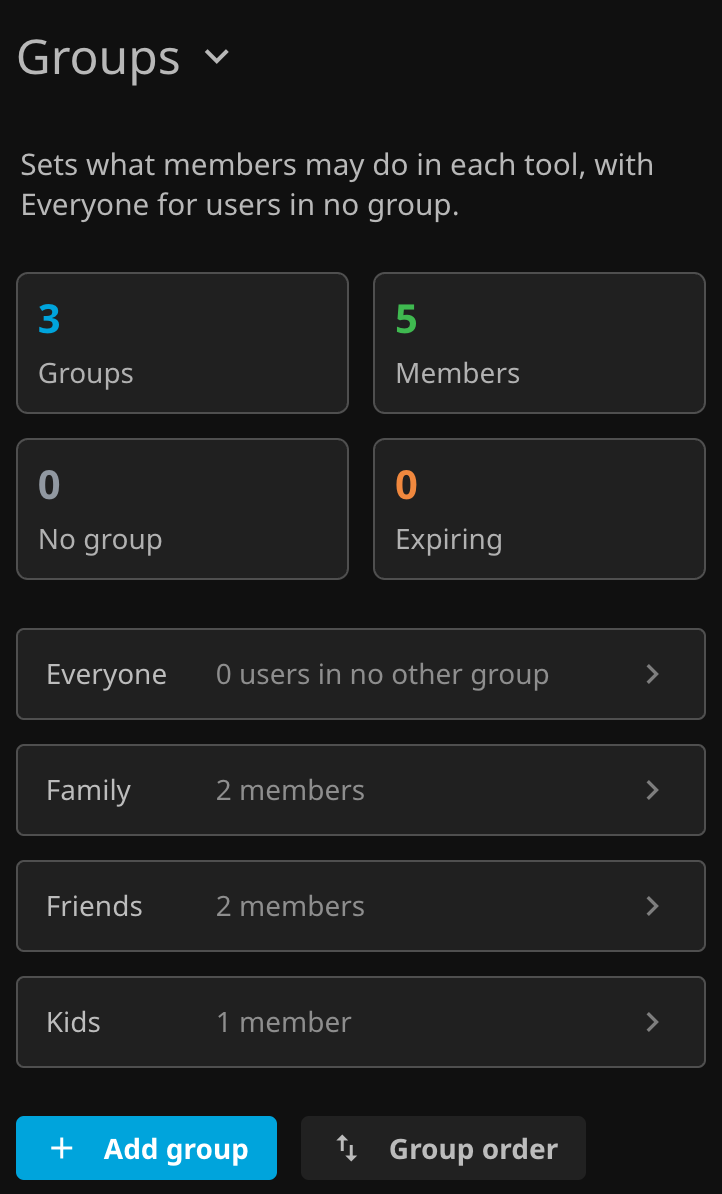 Groups
Sets what members may do in each tool, with
Everyone for users in no group.
3
Groups
5
Members
0
No group
0
Expiring
Everyone 0 users in no other group
Family 2 members
Friends 2 members
Kids 1 member
Add group
Group order